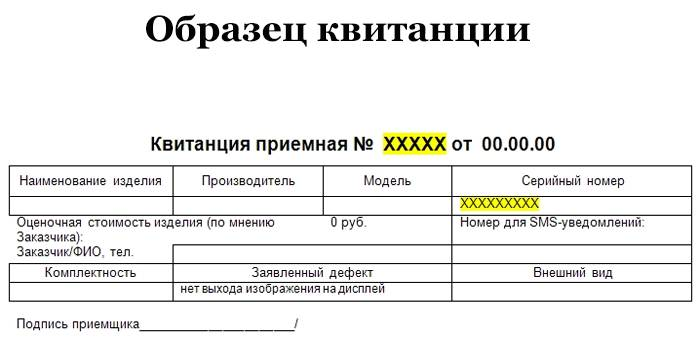 Образец квитанции
Квитанция приемная № XXXXX от 00.00.00
Наименование изделия Производитель Модель Серийный номер
XXXXXXXXX
Оценочная стоимость изделия (по мнению 0 руб. Номер для SMS-уведомлений:
Заказчика):
Заказчик/ФИО, тел.
Комплектность Заявленный дефект Внешний вид
нет выхода изображения на дисплей
Подпись приемщика_______________________/